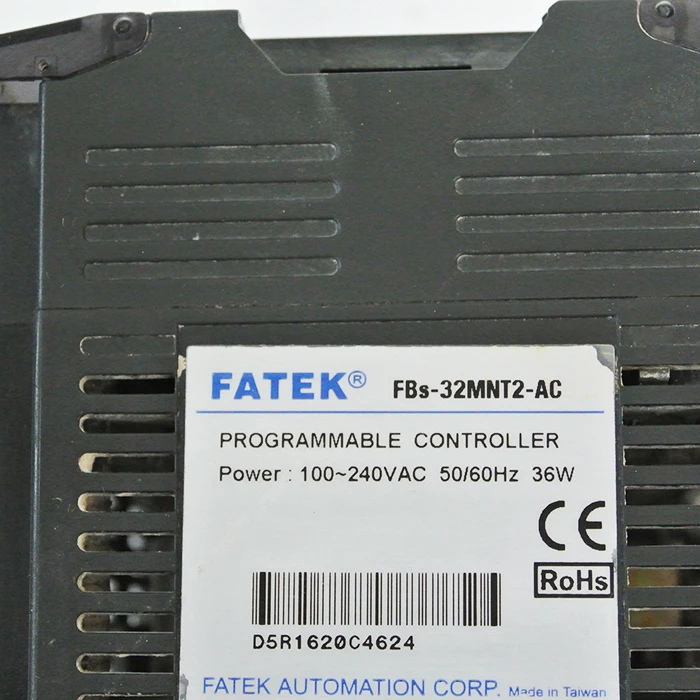 FATEK® FBs-32MNT2-AC
PROGRAMMABLE CONTROLLER
Power : 100~240VAC 50/60Hz 36W
CE
RoHs
D5R1620C4624
FATEK AUTOMATION CORP. Made in Taiwan